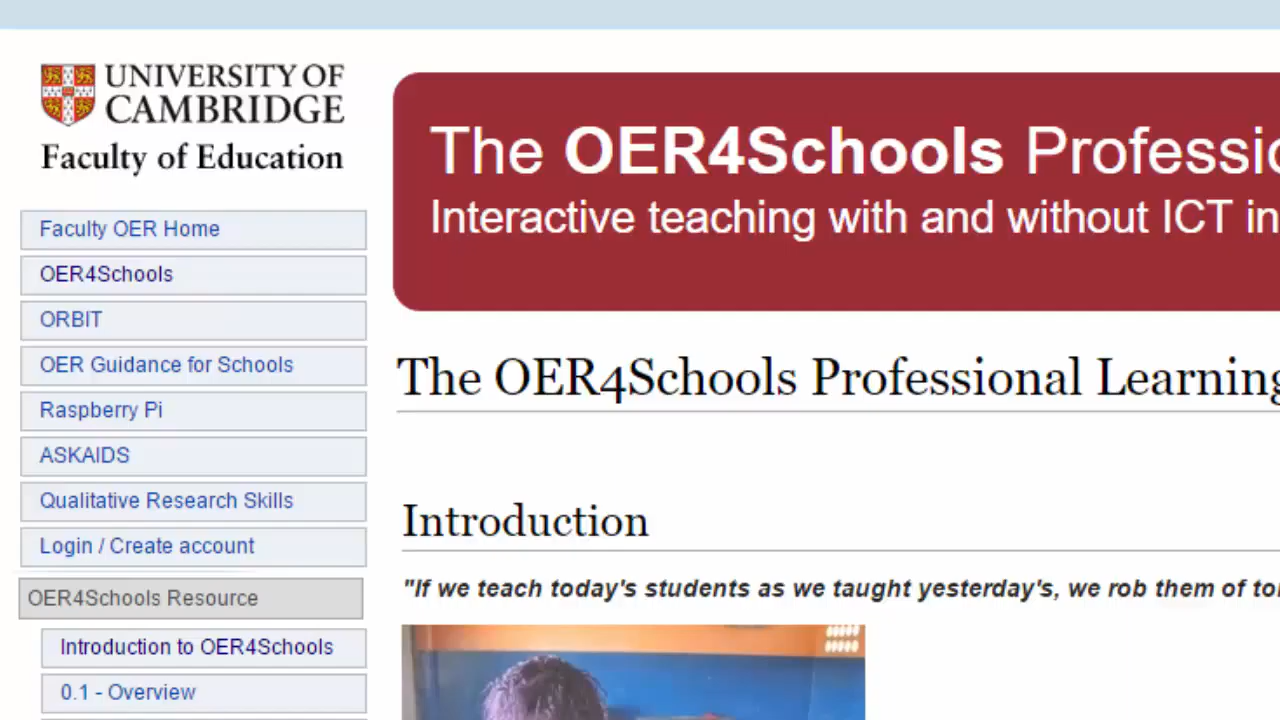 UNIVERSITY OF
CAMBRIDGE
Faculty of Education
Faculty OER Home
OER4Schools
ORBIT
OER Guidance for Schools
Raspberry Pi
ASKAIDS
Qualitative Research Skills
Login / Create account
OER4Schools Resource
Introduction to OER4Schools
0.1 - Overview
The OER4Schools Professio
Interactive teaching with and without ICT in
The OER4Schools Professional Learning
Introduction
"If we teach today's students as we taught yesterday's, we rob them of to